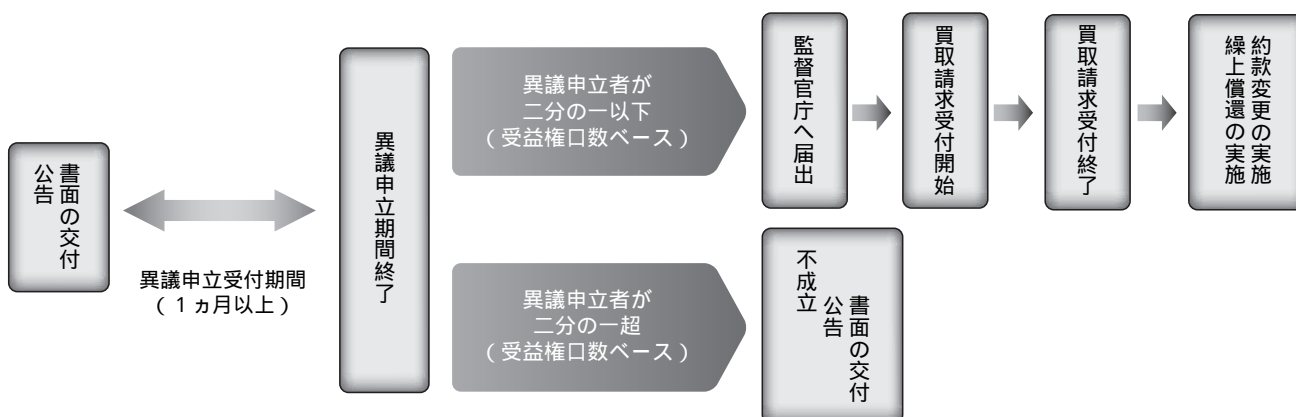 書面の交付
公告
異議申立受付期間
（１ヵ月以上）
異議申立期間終了
異議申立者が
二分の一以下
（受益権口数ベース）
監督官庁へ届出
買取請求受付開始
買取請求受付終了
約款変更の実施
繰上償還の実施
異議申立者が
二分の一超
（受益権口数ベース）
不成立
書面の交付
公告